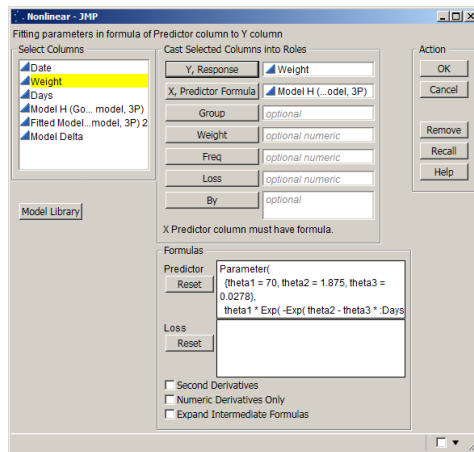 Nonlinear - JMP
Fitting parameters in formula of Predictor column to Y column
Select Columns
Date
Weight
Days
Model H (Go... model, 3P)
Fitted Model...model, 3P) 2
Model Delta
Model Library
Cast Selected Columns into Roles
Y, Response
Weight
X, Predictor Formula
Model H (...odel, 3P)
Group
optional
Weight
optional numeric
Freq
optional numeric
Loss
optional numeric
By
optional
X Predictor column must have formula.
Action
OK
Cancel
Remove
Recall
Help
Formulas
Predictor
Reset
Parameter(
{theta1 = 70, theta2 = 1.875, theta3 =
0.0278},
theta1 * Exp( -Exp( theta2 - theta3 * :Days
Loss
Reset
Second Derivatives
Numeric Derivatives Only
Expand Intermediate Formulas